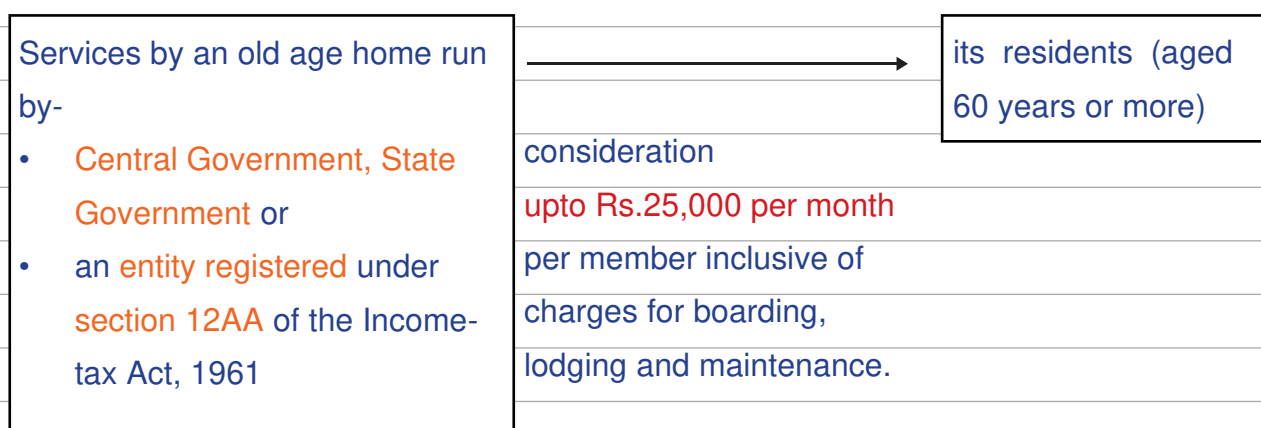 Services by an old age home run
by-
• Central Government, State
Government or
• an entity registered under
section 12AA of the Income-
tax Act, 1961
consideration
upto Rs.25,000 per month
per member inclusive of
charges for boarding,
lodging and maintenance.
its residents (aged
60 years or more)